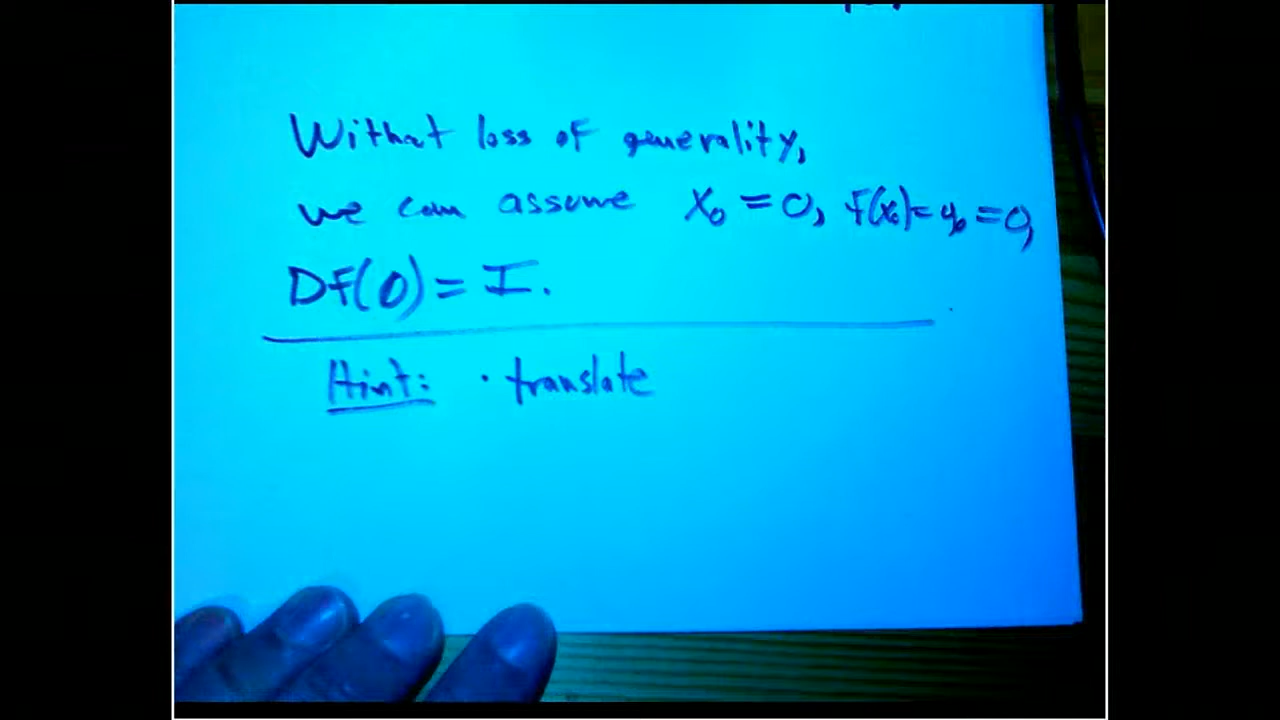 Without loss of generality,
we can assume x₀ = 0, f(x₀) = y₀ = 0,
Df(0) = I.
Hint: · translate